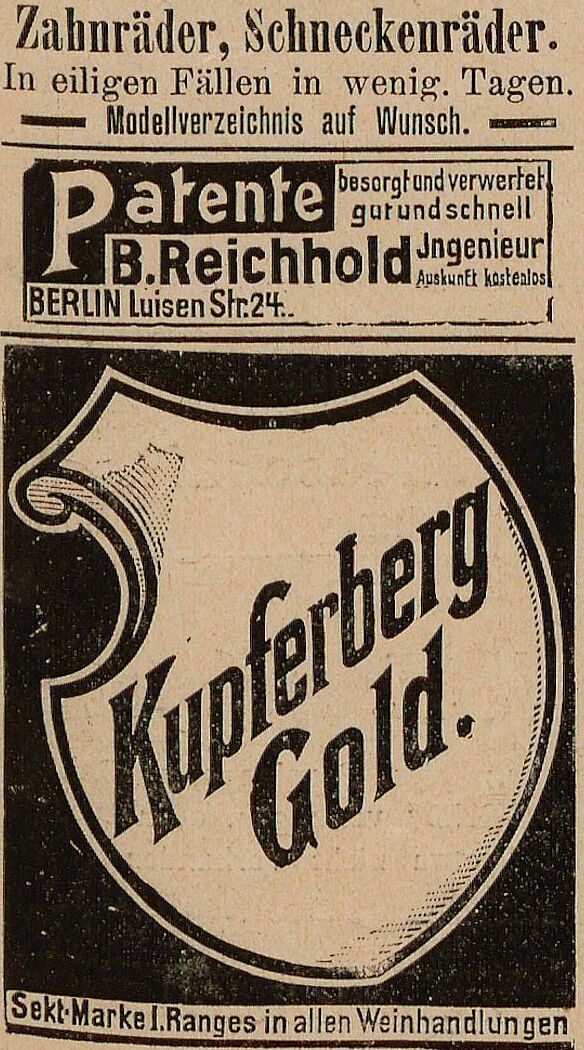 Zahnräder, Schneckenräder.
In eiligen Fällen in wenig. Tagen.
Modellverzeichnis auf Wunsch.
Patente besorgt und verwertet
gut und schnell
B. Reichhold Jngenieur
Auskunft kostenlos
BERLIN Luisen Str. 24..
Kupferberg
Gold.
Sekt-Marke I. Ranges in allen Weinhandlungen